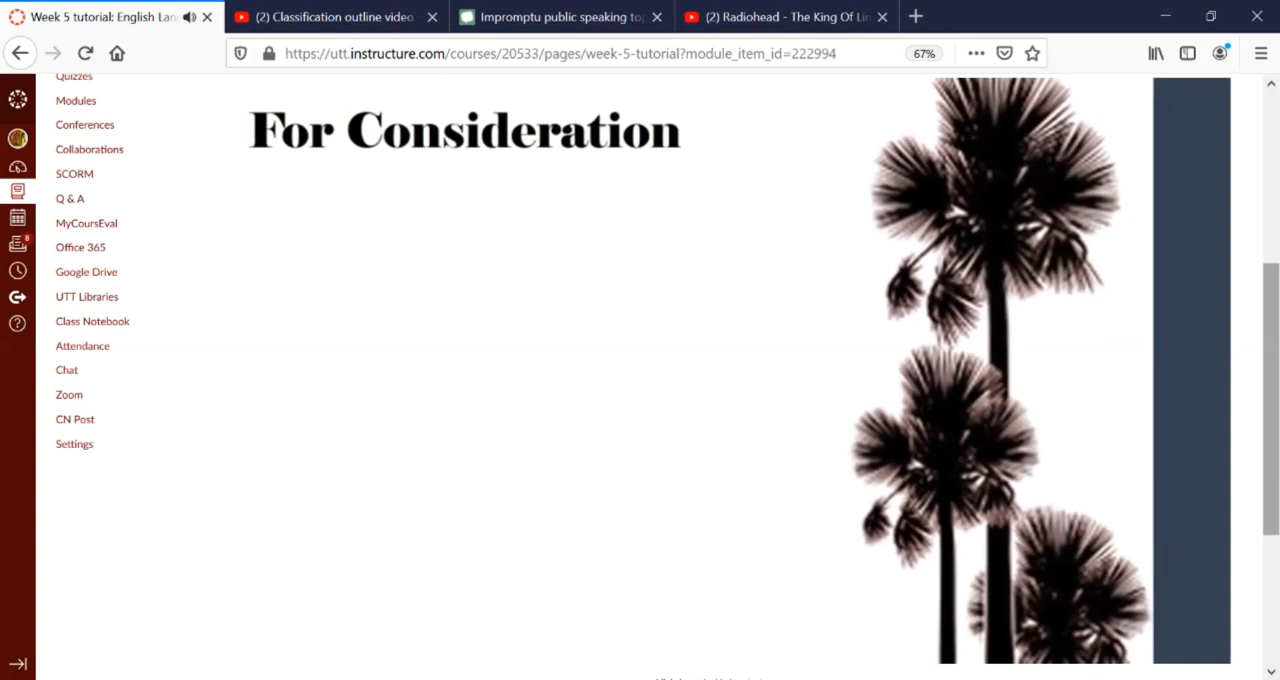 Week 5 tutorial: English Lan
(2) Classification outline video
Impromptu public speaking to
(2) Radiohead - The King Of Lim
https://utt.instructure.com/courses/20533/pages/week-5-tutorial?module_item_id=222994
67%
Quizzes
Modules
Conferences
Collaborations
SCORM
Q & A
MyCoursEval
Office 365
Google Drive
UTT Libraries
Class Notebook
Attendance
Chat
Zoom
CN Post
Settings
8
For Consideration